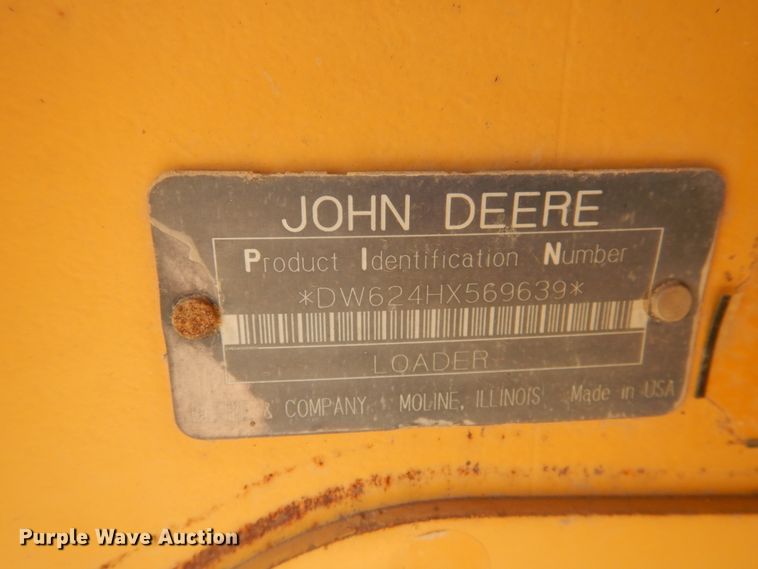 JOHN DEERE
Product Identification Number
*DW624HX569639*
LOADER
& COMPANY MOLINE, ILLINOIS Made in USA
Purple Wave Auction